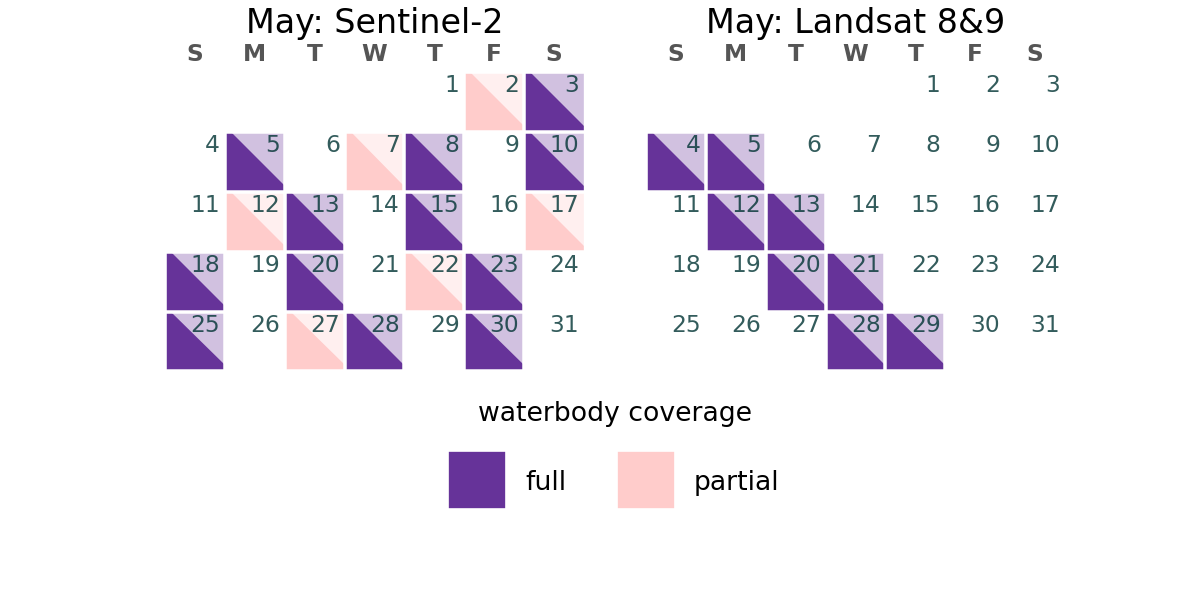 May: Sentinel-2
S M T W T F S
1 2 3
4 5 6 7 8 9 10
11 12 13 14 15 16 17
18 19 20 21 22 23 24
25 26 27 28 29 30 31
May: Landsat 8&9
S M T W T F S
1 2 3
4 5 6 7 8 9 10
11 12 13 14 15 16 17
18 19 20 21 22 23 24
25 26 27 28 29 30 31
waterbody coverage
full partial